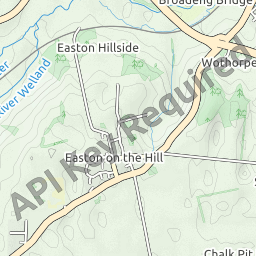 Broadeng Bridge
Easton Hillside
Wothorpe
River Welland
API Key Required
Easton on the Hill
Chalk Pit